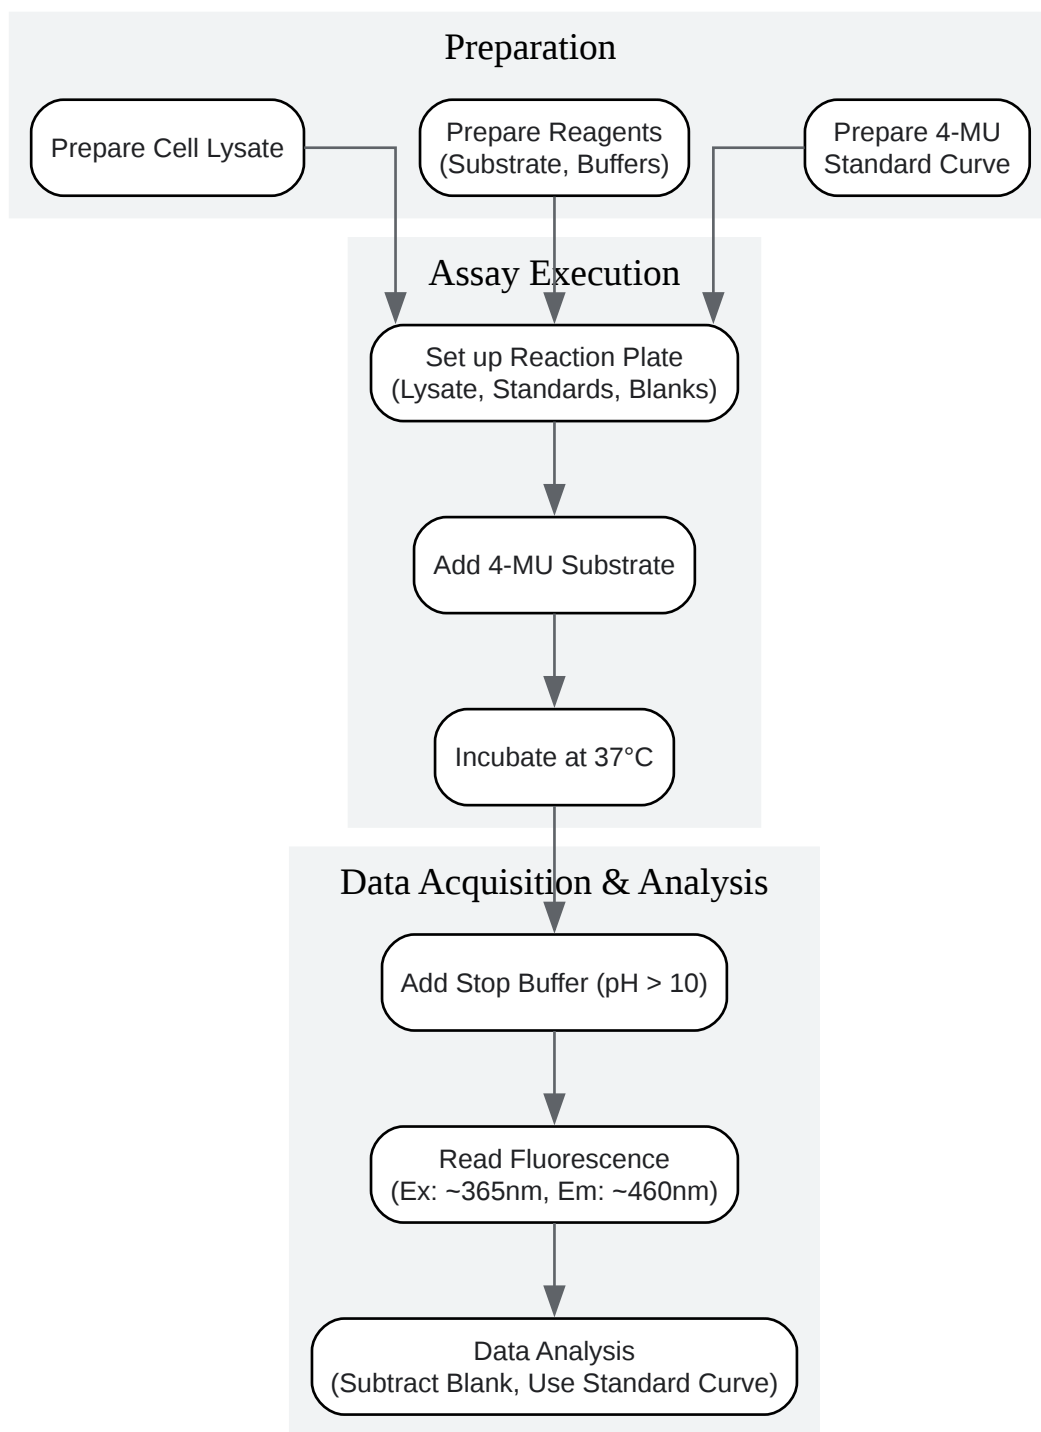 Preparation
Prepare Cell Lysate
Prepare Reagents
(Substrate, Buffers)
Prepare 4-MU
Standard Curve
Assay Execution
Set up Reaction Plate
(Lysate, Standards, Blanks)
Add 4-MU Substrate
Incubate at 37°C
Data Acquisition & Analysis
Add Stop Buffer (pH > 10)
Read Fluorescence
(Ex: ~365nm, Em: ~460nm)
Data Analysis
(Subtract Blank, Use Standard Curve)